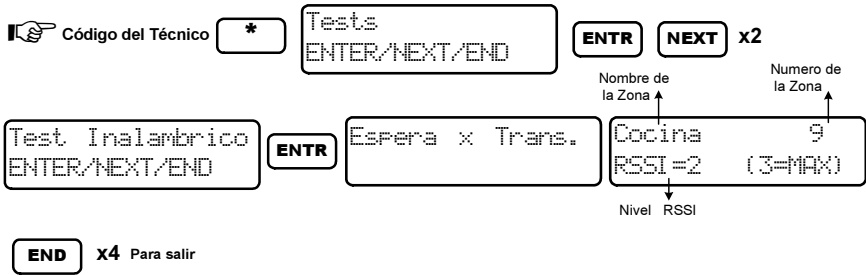 Código del Técnico * Tests
ENTER/NEXT/END ENTR NEXT x2
Nombre de la Zona
Numero de la Zona
Test Inalambrico
ENTER/NEXT/END
ENTR
Espera x Trans.
Cocina 9
RSSI=2 (3=MAX)
Nivel RSSI
END x4 Para salir